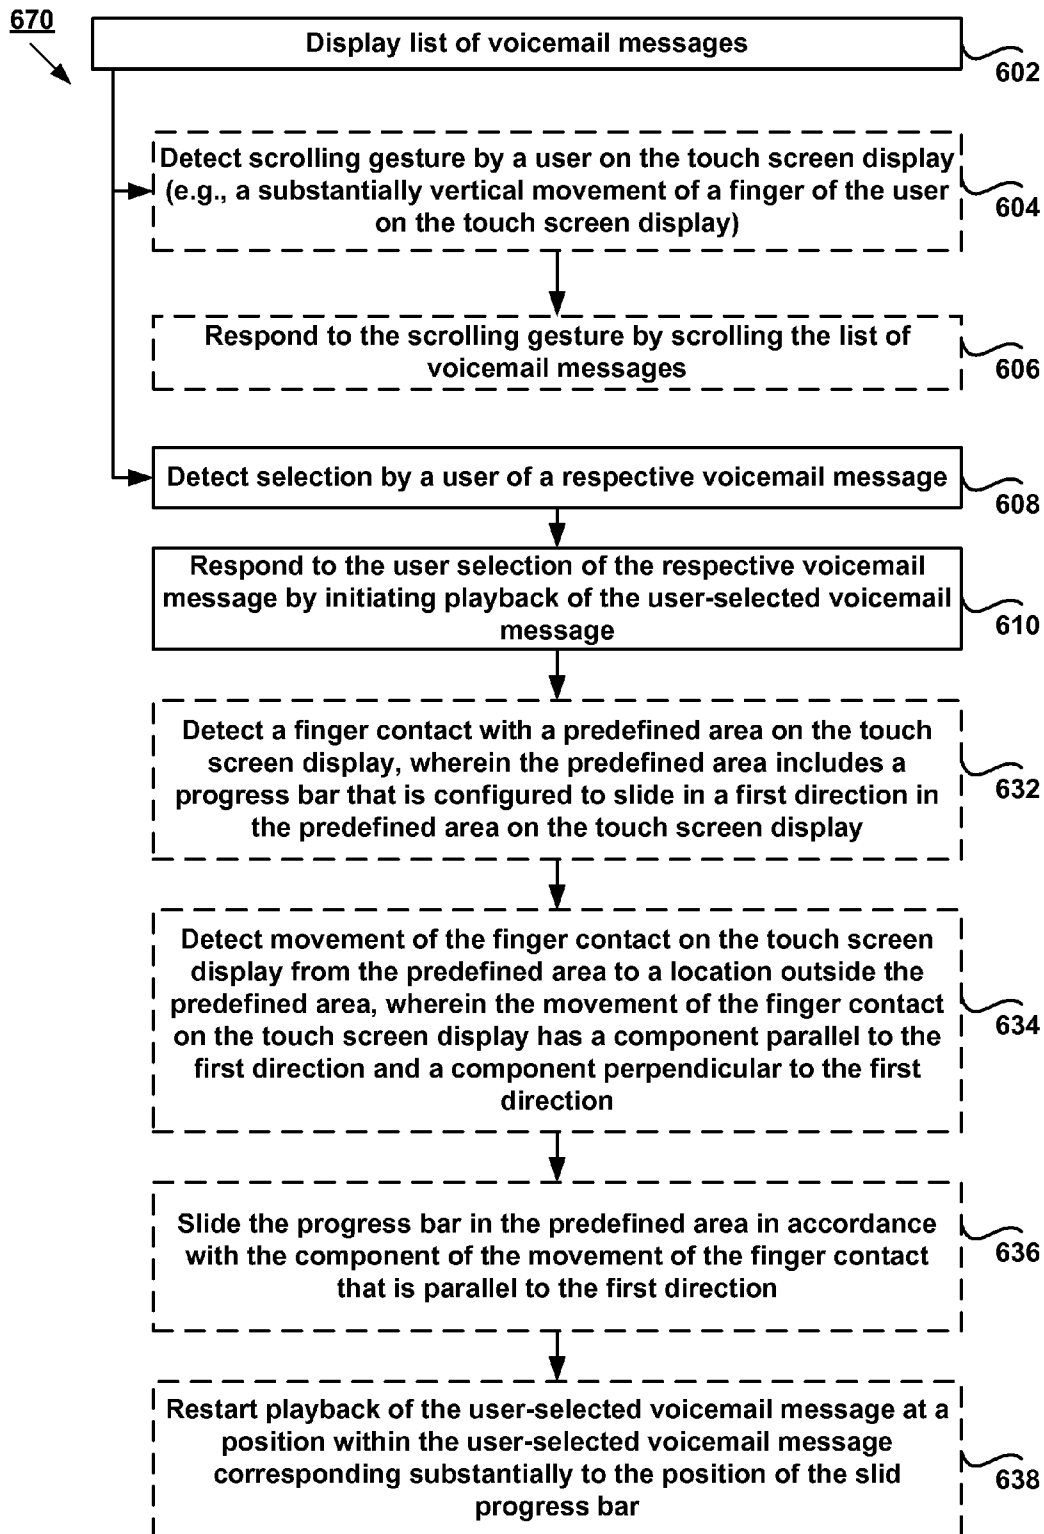 670
Display list of voicemail messages
602
Detect scrolling gesture by a user on the touch screen display
(e.g., a substantially vertical movement of a finger of the user
on the touch screen display)
604
Respond to the scrolling gesture by scrolling the list of
voicemail messages
606
Detect selection by a user of a respective voicemail message
608
Respond to the user selection of the respective voicemail
message by initiating playback of the user-selected voicemail
message
610
Detect a finger contact with a predefined area on the touch
screen display, wherein the predefined area includes a
progress bar that is configured to slide in a first direction in
the predefined area on the touch screen display
632
Detect movement of the finger contact on the touch screen
display from the predefined area to a location outside the
predefined area, wherein the movement of the finger contact
on the touch screen display has a component parallel to the
first direction and a component perpendicular to the first
direction
634
Slide the progress bar in the predefined area in accordance
with the component of the movement of the finger contact
that is parallel to the first direction
636
Restart playback of the user-selected voicemail message at a
position within the user-selected voicemail message
corresponding substantially to the position of the slid
progress bar
638